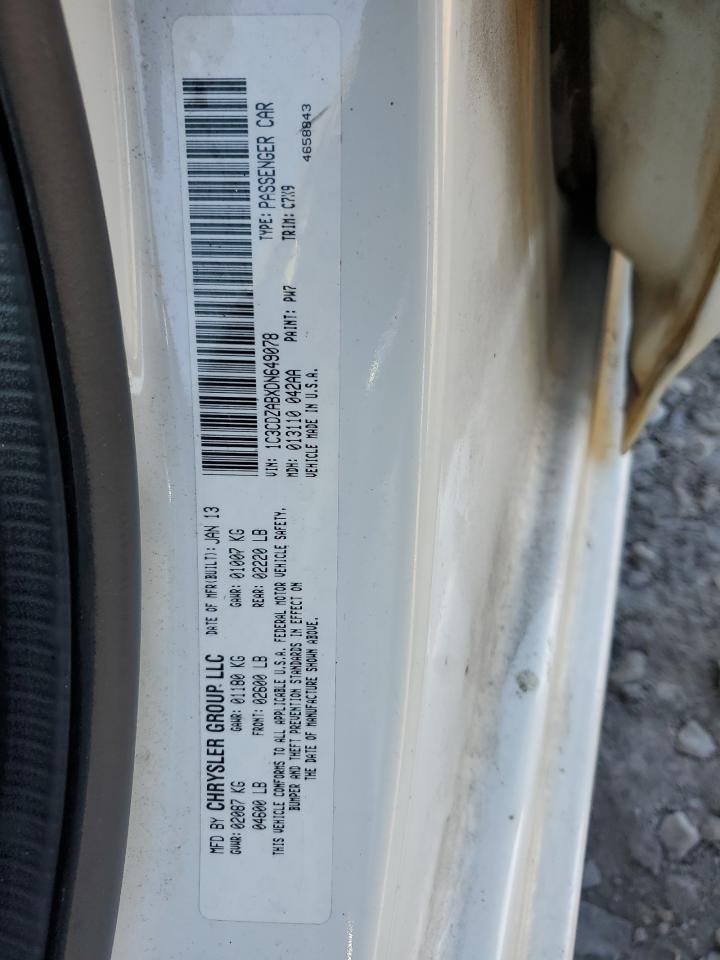 MFD BY CHRYSLER GROUP LLC DATE OF MFR(BUILT): JAN 13
GVWR: 02087 KG GAWR: 01180 KG GAWR: 01007 KG
04600 LB FRONT: 02600 LB REAR: 02220 LB
THIS VEHICLE CONFORMS TO ALL APPLICABLE U.S.A. FEDERAL MOTOR VEHICLE SAFETY,
BUMPER AND THEFT PREVENTION STANDARDS IN EFFECT ON
THE DATE OF MANUFACTURE SHOWN ABOVE.
VIN: 1C3CDZABXDN649078 TYPE: PASSENGER CAR
MDH: 013110 042AA PAINT: PW7 TRIM: C7X9
VEHICLE MADE IN U.S.A. 4658843